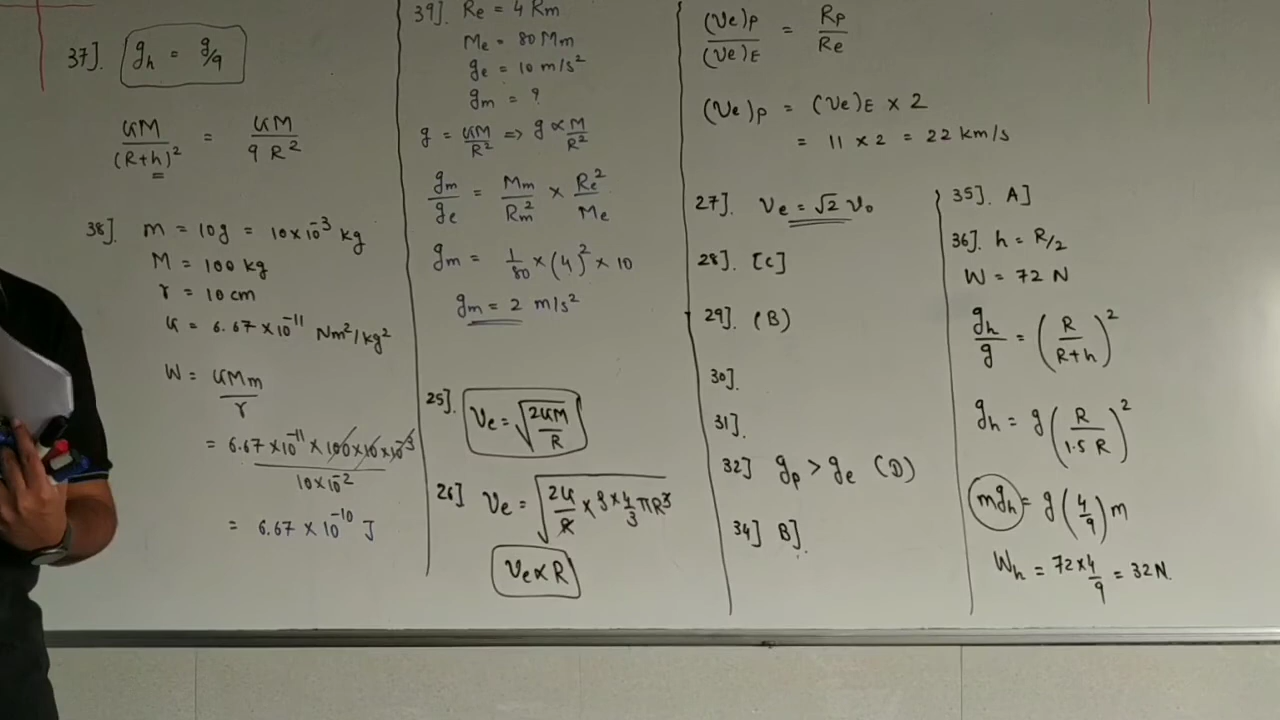 37]. gₕ = g/9
GM/(R+h)² = GM/9R²
38]. m = 10g = 10×10⁻³ kg
M = 100 kg
r = 10 cm
G = 6.67 × 10⁻¹¹ Nm²/kg²
W = GMm/r
= 6.67 × 10⁻¹¹ × 100 × 10 × 10⁻³ / 10×10⁻²
= 6.67 × 10⁻¹⁰ J
39]. Re = 4 Rm
Me = 80 Mm
ge = 10 m/s²
gm = ?
g = GM/R² => g ∝ M/R²
gm/ge = Mm/Rm² × Re²/Me
gm = 1/80 × (4)² × 10
gm = 2 m/s²
25]. Ve = √(2GM/R)
26] Ve = √(2G/R × ρ × 4/3 πR³)
Ve ∝ R
(Ve)P/(Ve)E = RP/Re
(Ve)P = (Ve)E × 2
= 11 × 2 = 22 km/s
27]. Ve = √2 Vo
28]. [C]
29]. (B)
30].
31].
32] gp > ge (D)
34] B].
35]. A]
36]. h = R/2
W = 72 N
gₕ/g = (R/R+h)²
gₕ = g(R/1.5 R)²
mgₕ = g(4/9)m
Wₕ = 72×4/9 = 32N.